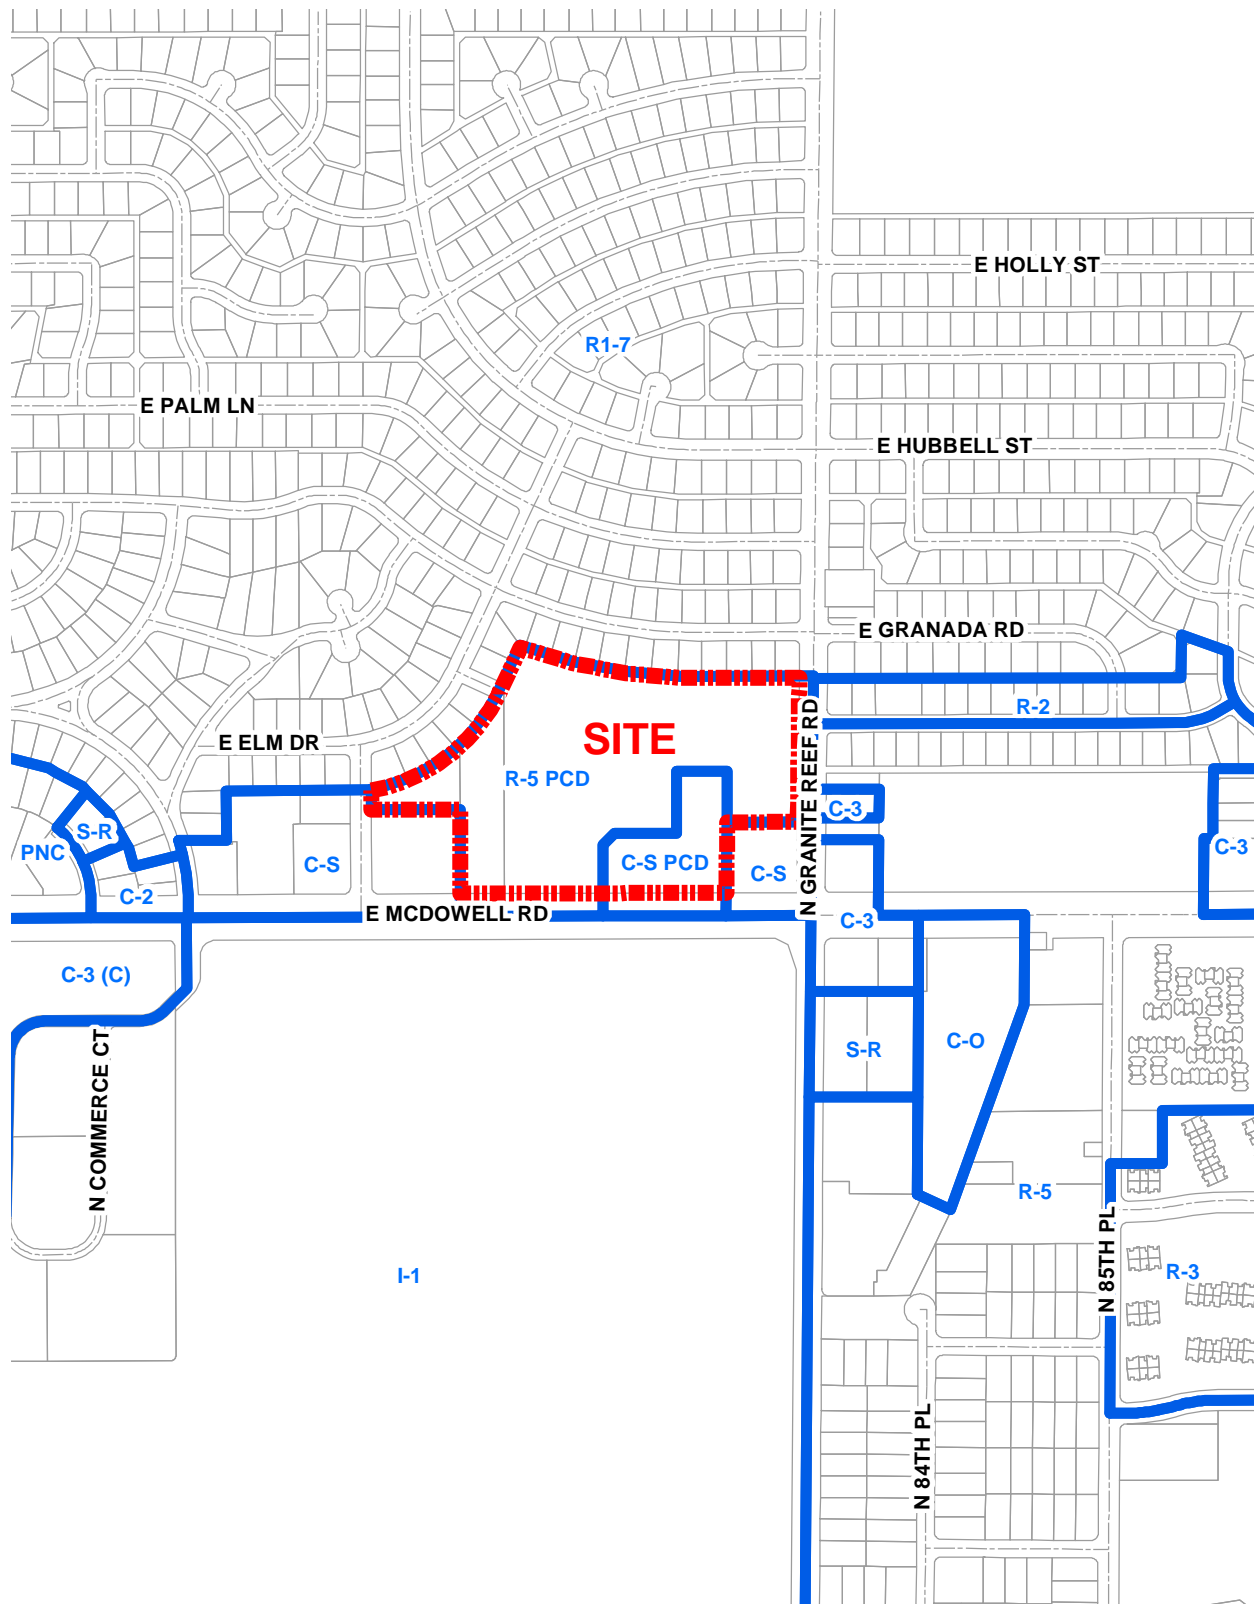 E HOLLY ST
R1-7
E PALM LN
E HUBBELL ST
E GRANADA RD
R-2
N GRANITE REEF RD
SITE
E ELM DR
R-5 PCD
C-3
S-R
PNC
C-3
C-S
C-S PCD
C-S
C-2
E MCDOWELL RD
C-3
C-3 (C)
C-O
S-R
N COMMERCE CT
R-5
N 85TH PL
I-1
R-3
N 84TH PL